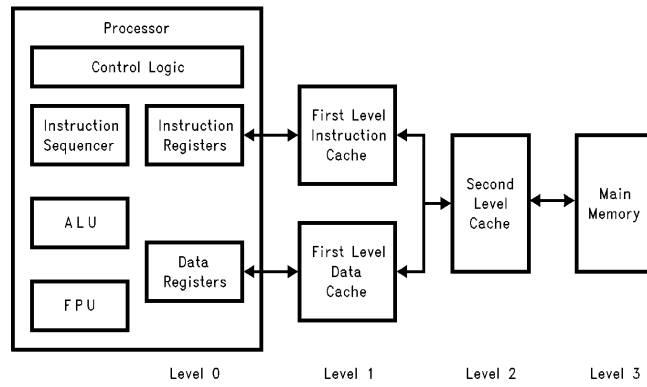 Processor
Control Logic
Instruction
Sequencer
Instruction
Registers
First Level
Instruction
Cache
Second
Level
Cache
Main
Memory
ALU
Data
Registers
First Level
Data
Cache
FPU
Level 0
Level 1
Level 2
Level 3